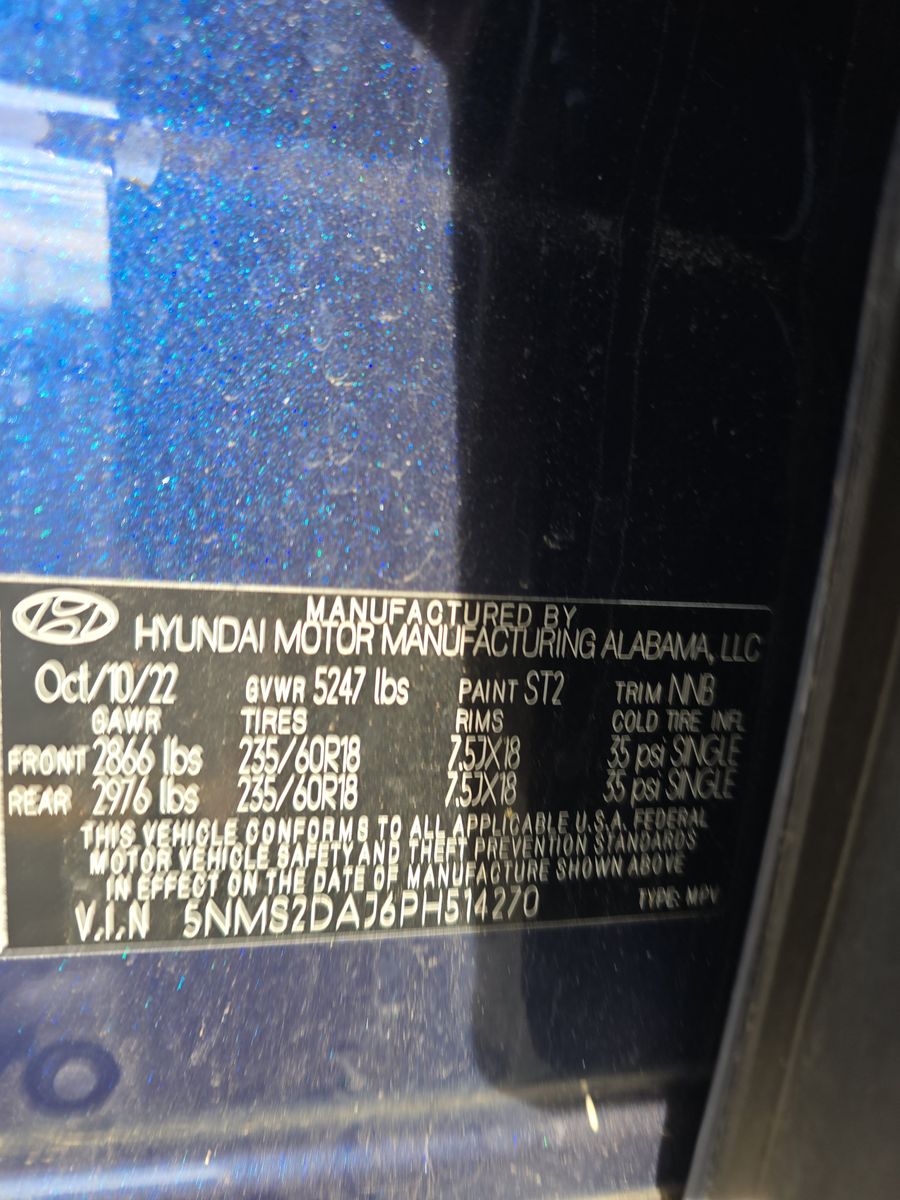 MANUFACTURED BY
HYUNDAI MOTOR MANUFACTURING ALABAMA, LLC
Oct/10/22 GVWR 5247 lbs PAINT ST2 TRIM NNB
GAWR TIRES RIMS COLD TIRE INFL
FRONT 2866 lbs 235/60R18 7.5JX18 35 psi SINGLE
REAR 2976 lbs 235/60R18 7.5JX18 35 psi SINGLE
THIS VEHICLE CONFORMS TO ALL APPLICABLE U.S.A. FEDERAL
MOTOR VEHICLE SAFETY AND THEFT PREVENTION STANDARDS
IN EFFECT ON THE DATE OF MANUFACTURE SHOWN ABOVE
V.I.N 5NMS2DAJ6PH514270 TYPE: MPV